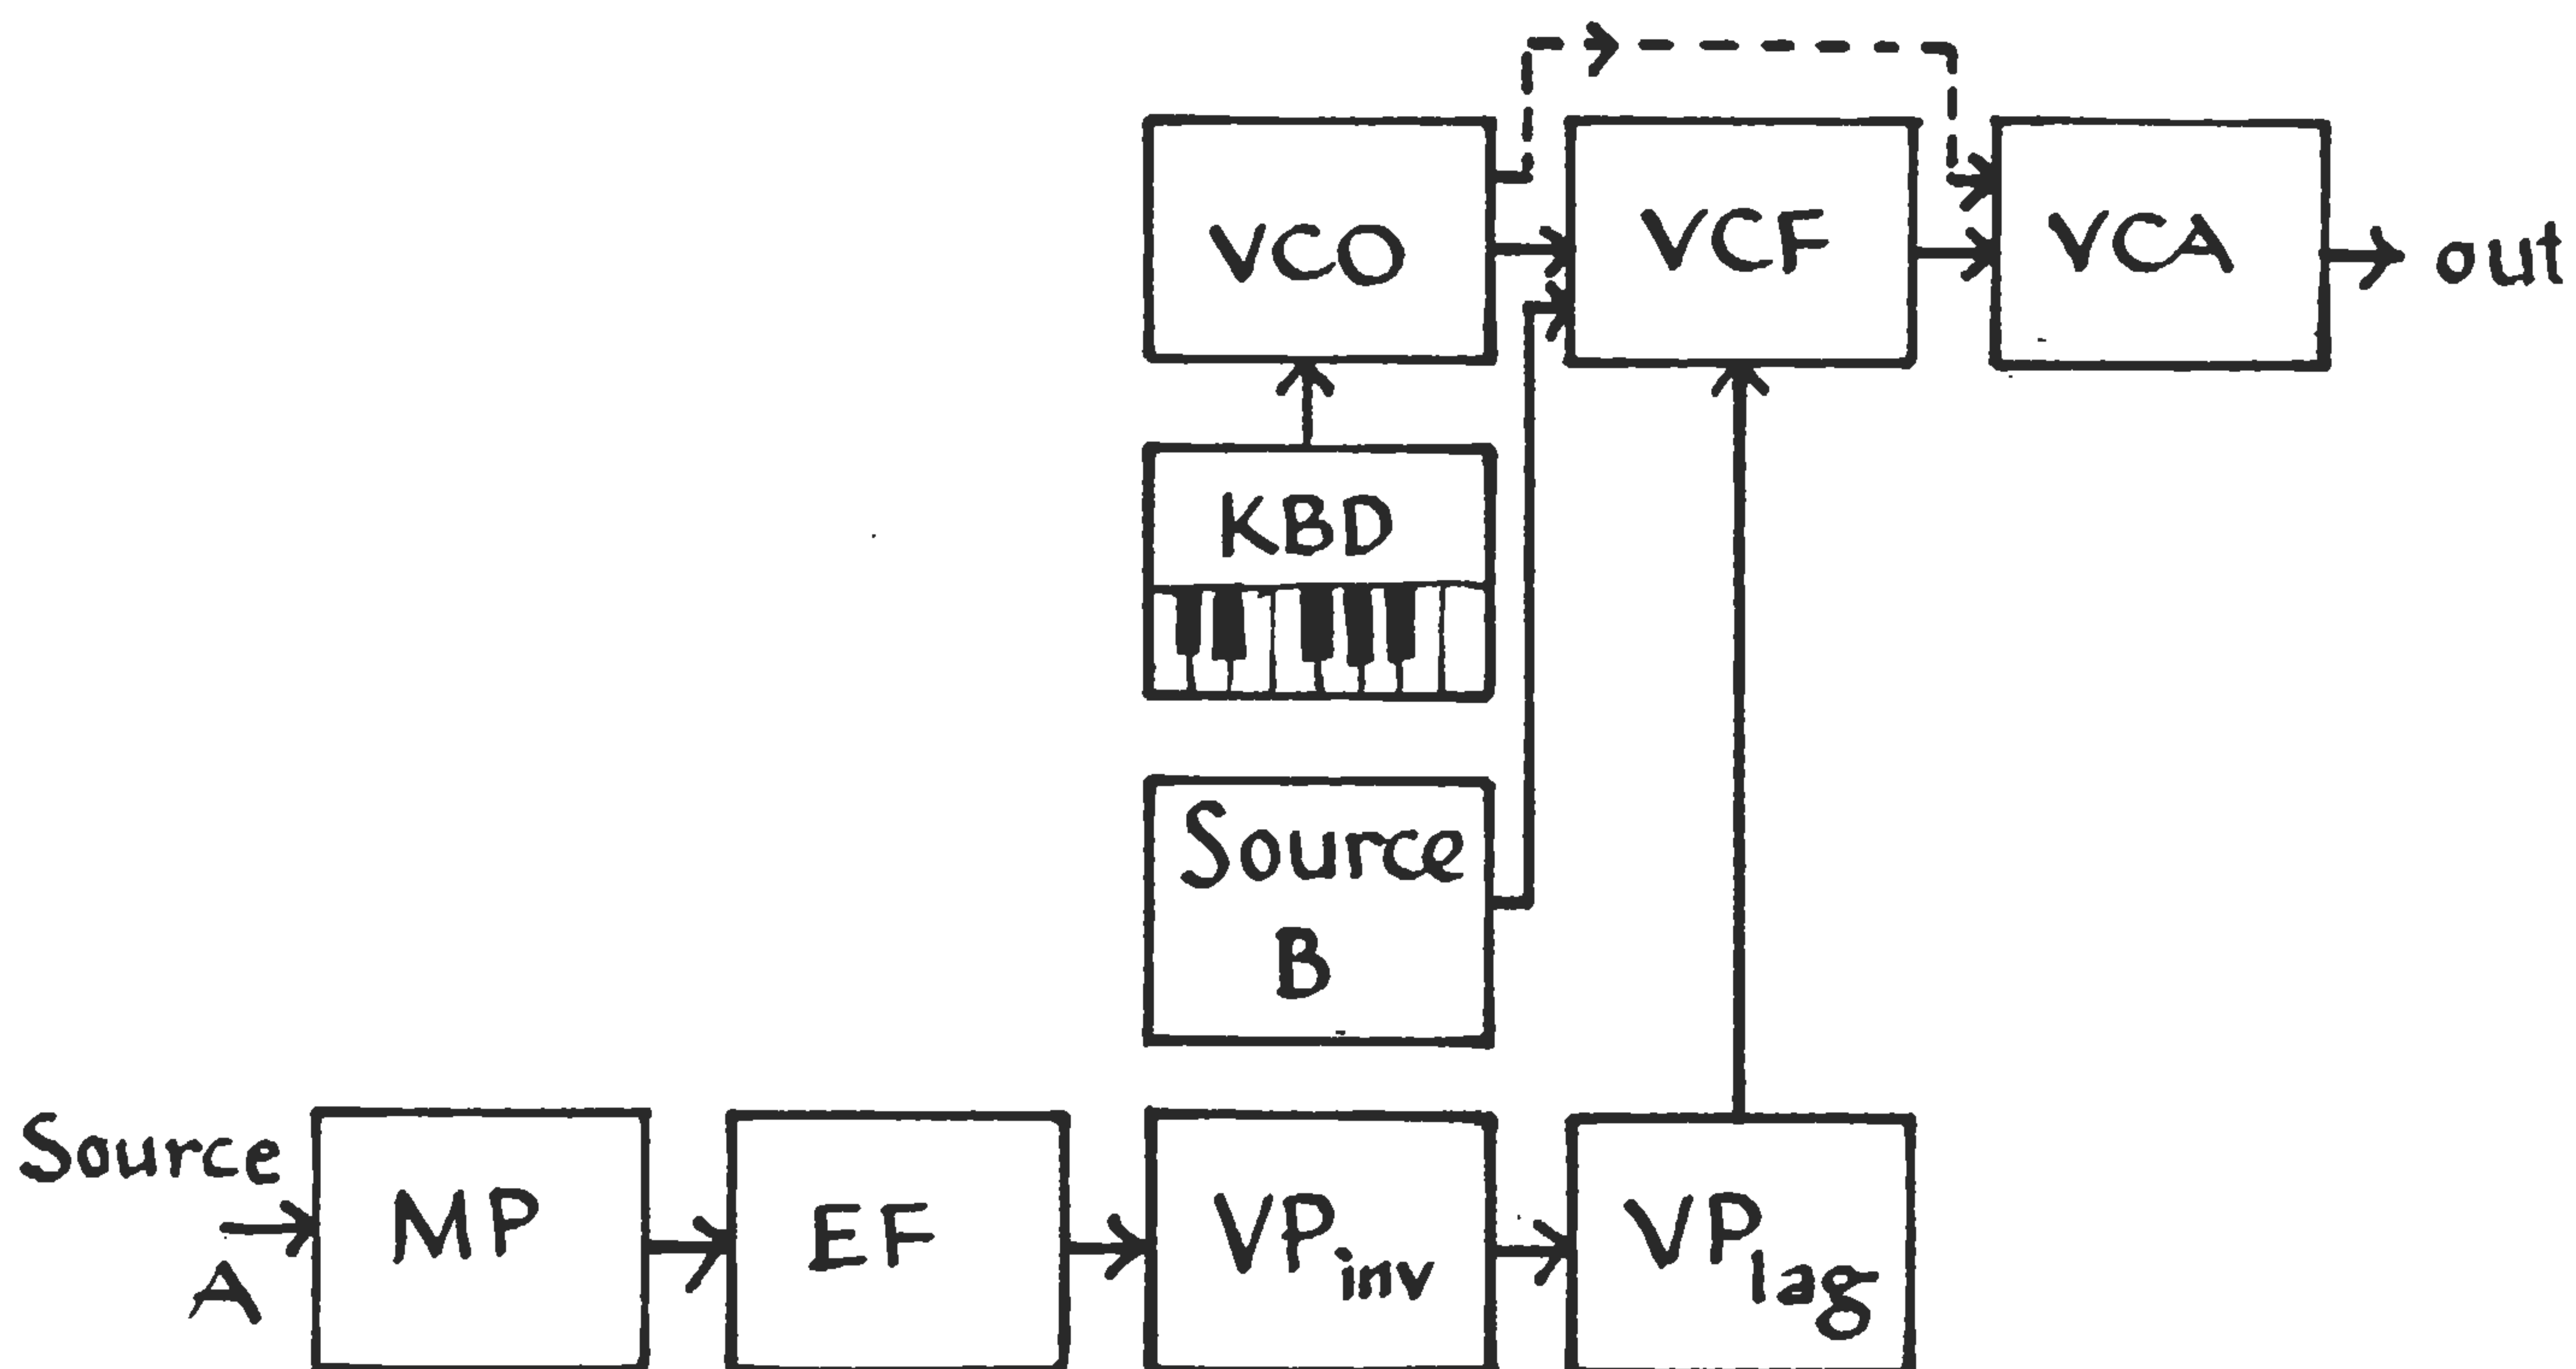 VCO
VCF
VCA
out
KBD
Source
B
Source
A
MP
EF
VPinv
VPlag